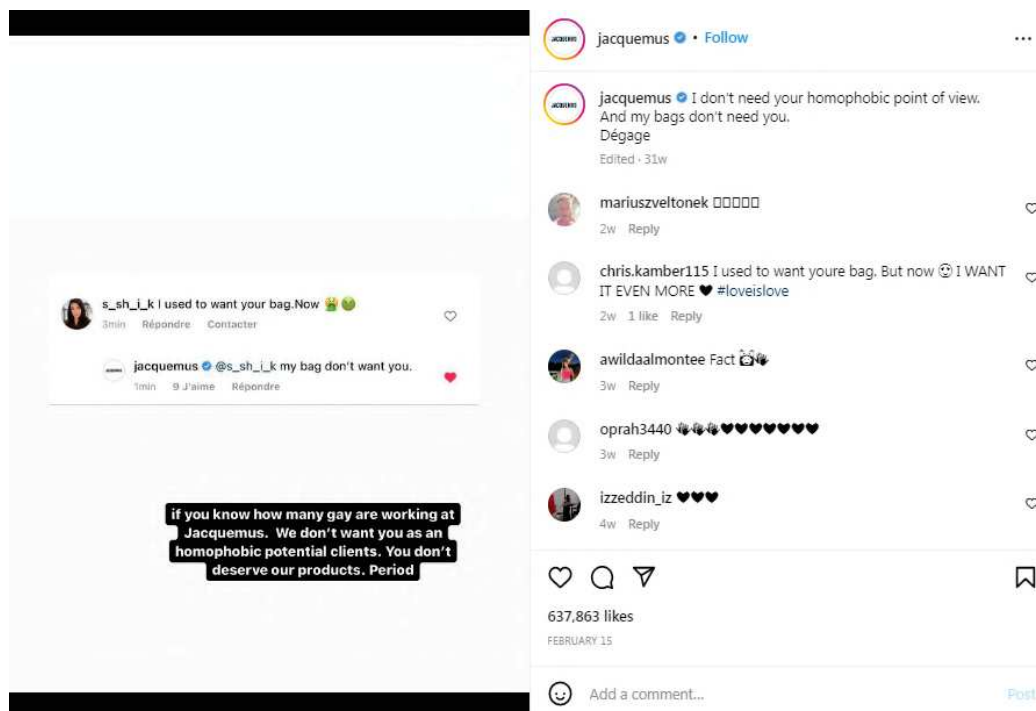 s_sh_i_k I used to want your bag.Now 🤮🤢
3min Répondre Contacter
jacquemus @s_sh_i_k my bag don't want you.
1min 9 J'aime Répondre
if you know how many gay are working at
Jacquemus. We don't want you as an
homophobic potential clients. You don't
deserve our products. Period
jacquemus • Follow
jacquemus I don't need your homophobic point of view.
And my bags don't need you.
Dégage
Edited · 31w
mariuszveltonek
2w Reply
chris.kamber115 I used to want youre bag. But now I WANT
IT EVEN MORE 🖤 #loveislove
2w 1 like Reply
awildaalmontee Fact
3w Reply
oprah3440 👏👏👏🖤🖤🖤🖤🖤🖤🖤
3w Reply
izzeddin_iz 🖤🖤🖤
4w Reply
637,863 likes
FEBRUARY 15
Add a comment...
Post